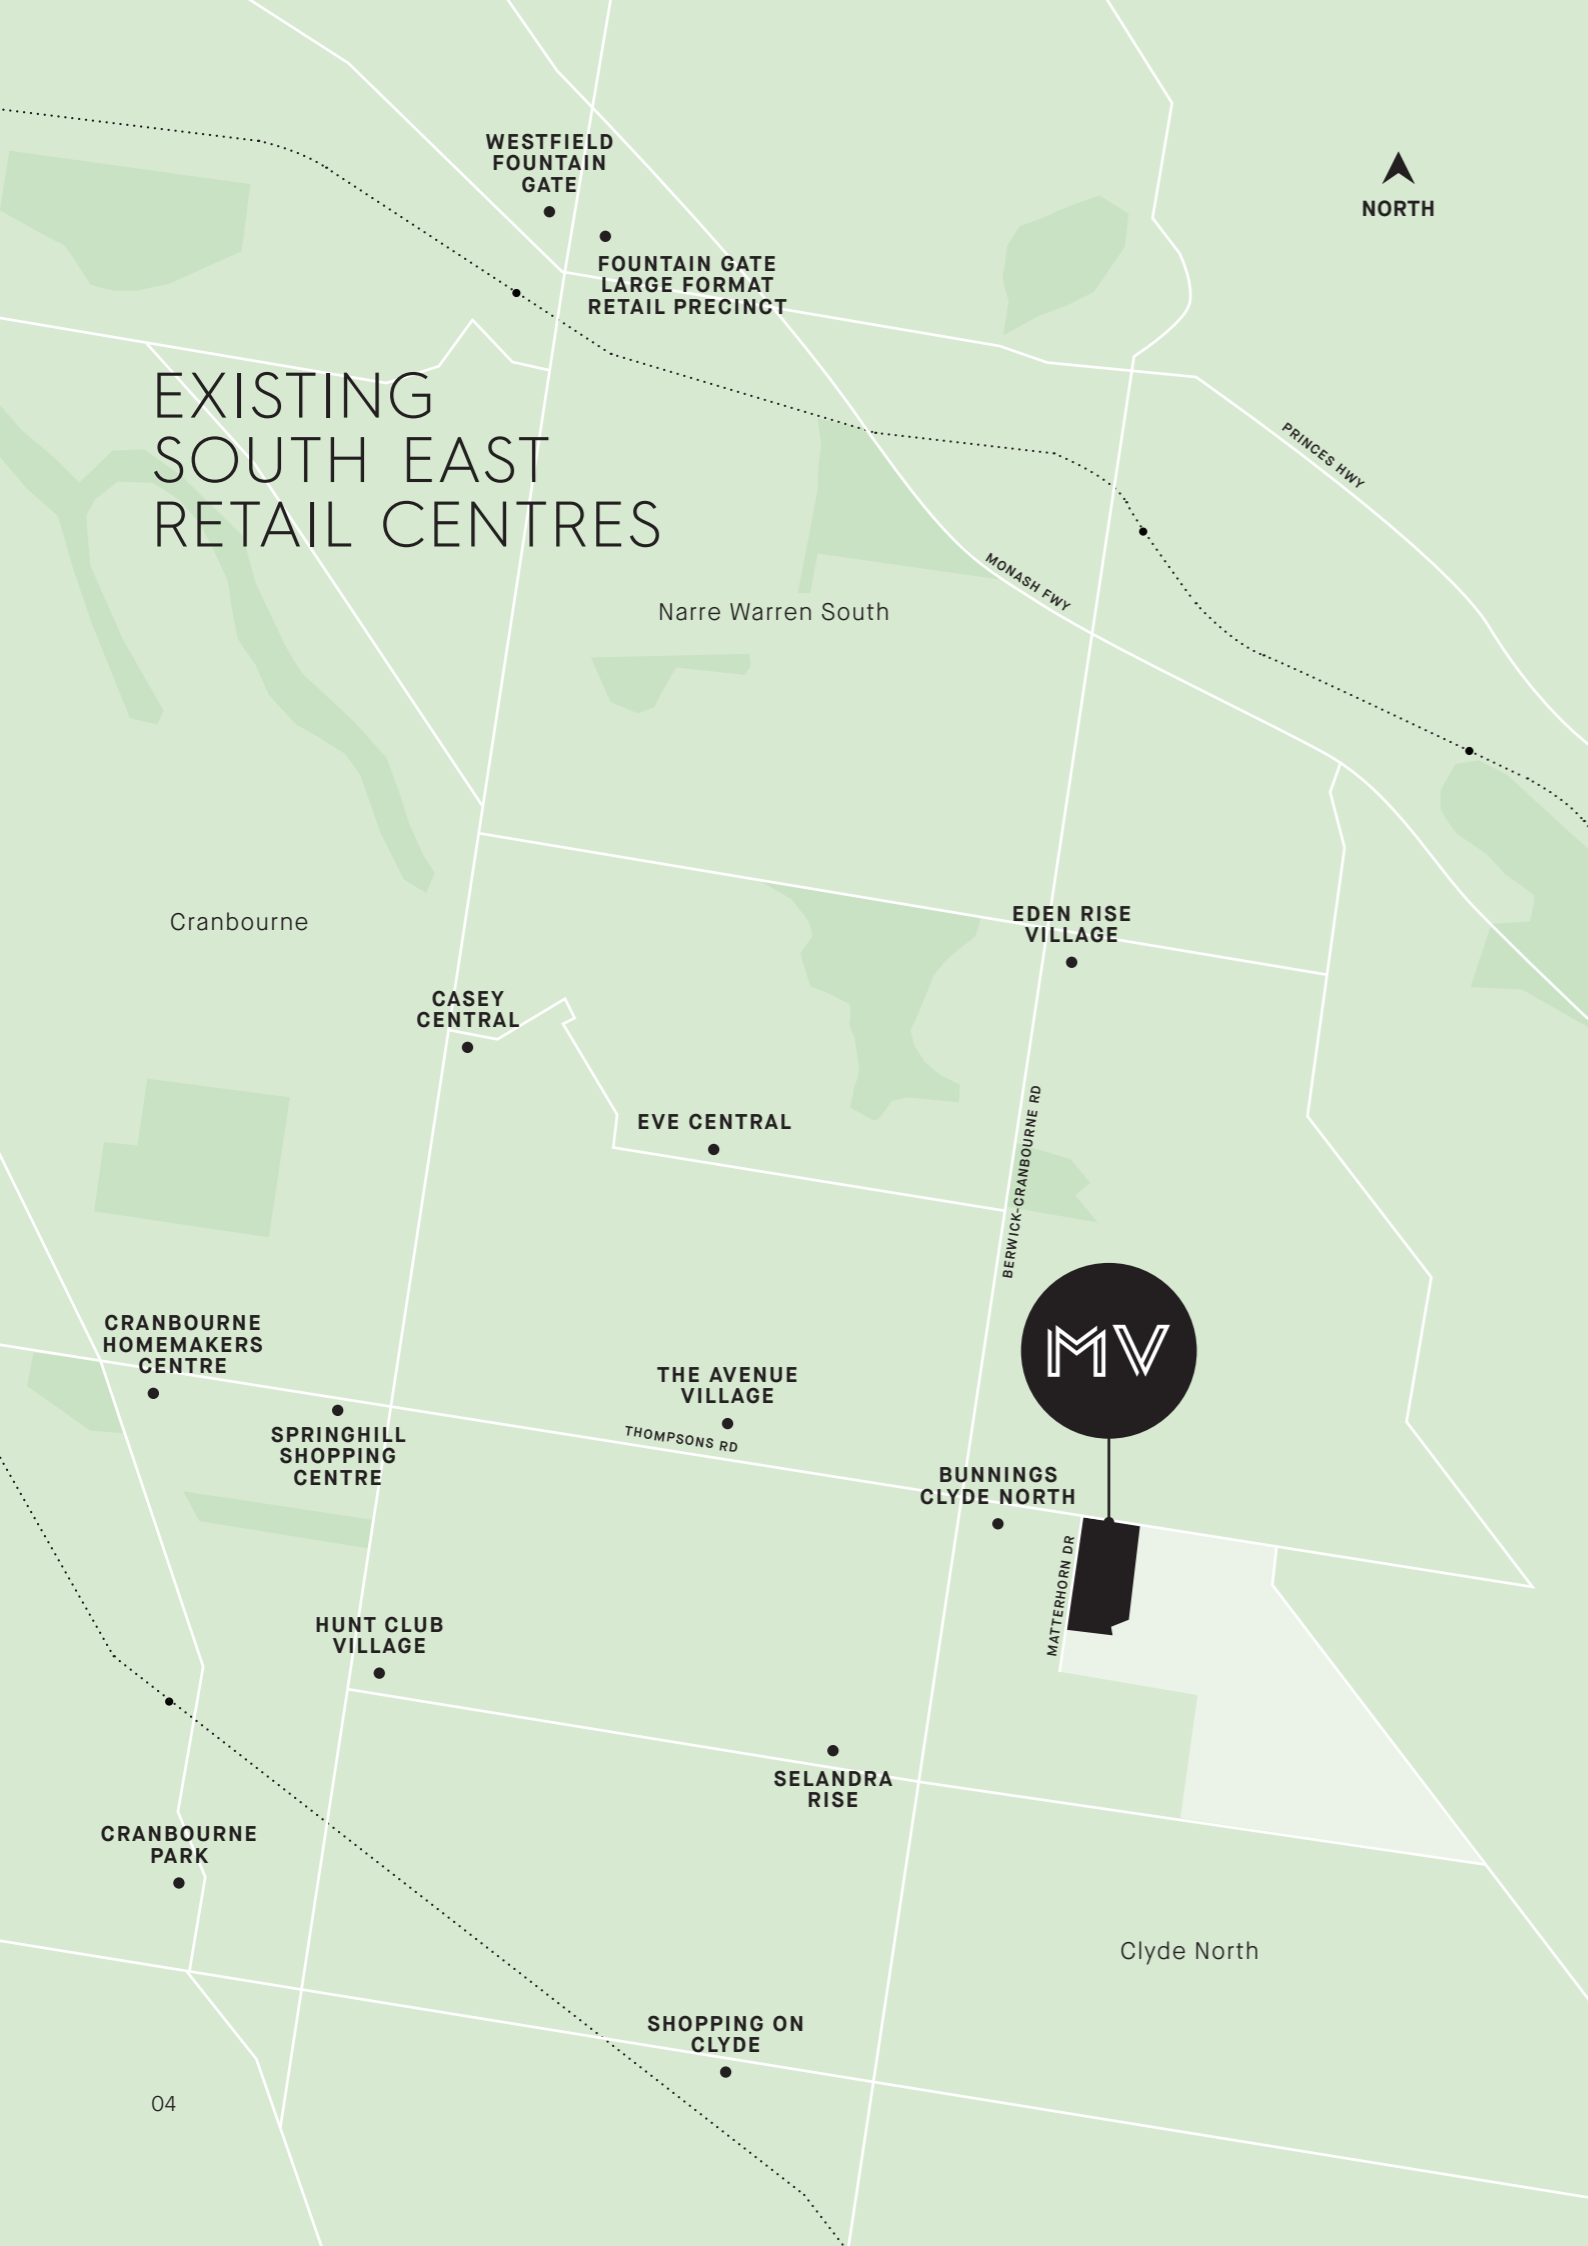 WESTFIELD
FOUNTAIN
GATE
NORTH
FOUNTAIN GATE
LARGE FORMAT
RETAIL PRECINCT
EXISTING
SOUTH EAST
RETAIL CENTRES
PRINCES HWY
MONASH FWY
Narre Warren South
Cranbourne
EDEN RISE
VILLAGE
CASEY
CENTRAL
EVE CENTRAL
BERWICK-CRANBOURNE RD
MV
CRANBOURNE
HOMEMAKERS
CENTRE
THE AVENUE
VILLAGE
SPRINGHILL
SHOPPING
CENTRE
THOMPSONS RD
BUNNINGS
CLYDE NORTH
MATTERHORN DR
HUNT CLUB
VILLAGE
SELANDRA
RISE
CRANBOURNE
PARK
Clyde North
SHOPPING ON
CLYDE
04